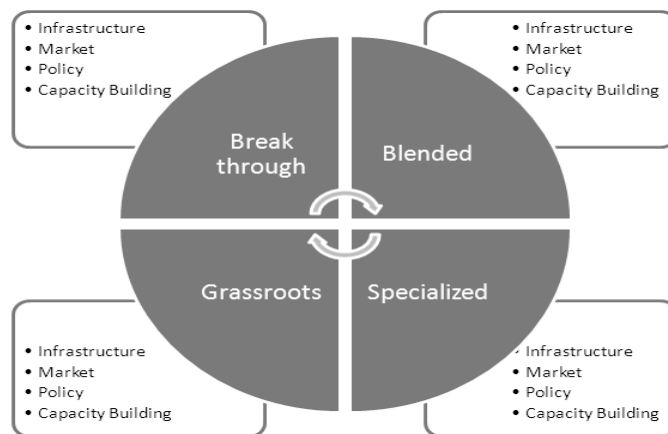 • Infrastructure
• Market
• Policy
• Capacity Building
• Infrastructure
• Market
• Policy
• Capacity Building
Break
through
Blended
Grassroots
Specialized
• Infrastructure
• Market
• Policy
• Capacity Building
• Infrastructure
• Market
• Policy
• Capacity Building